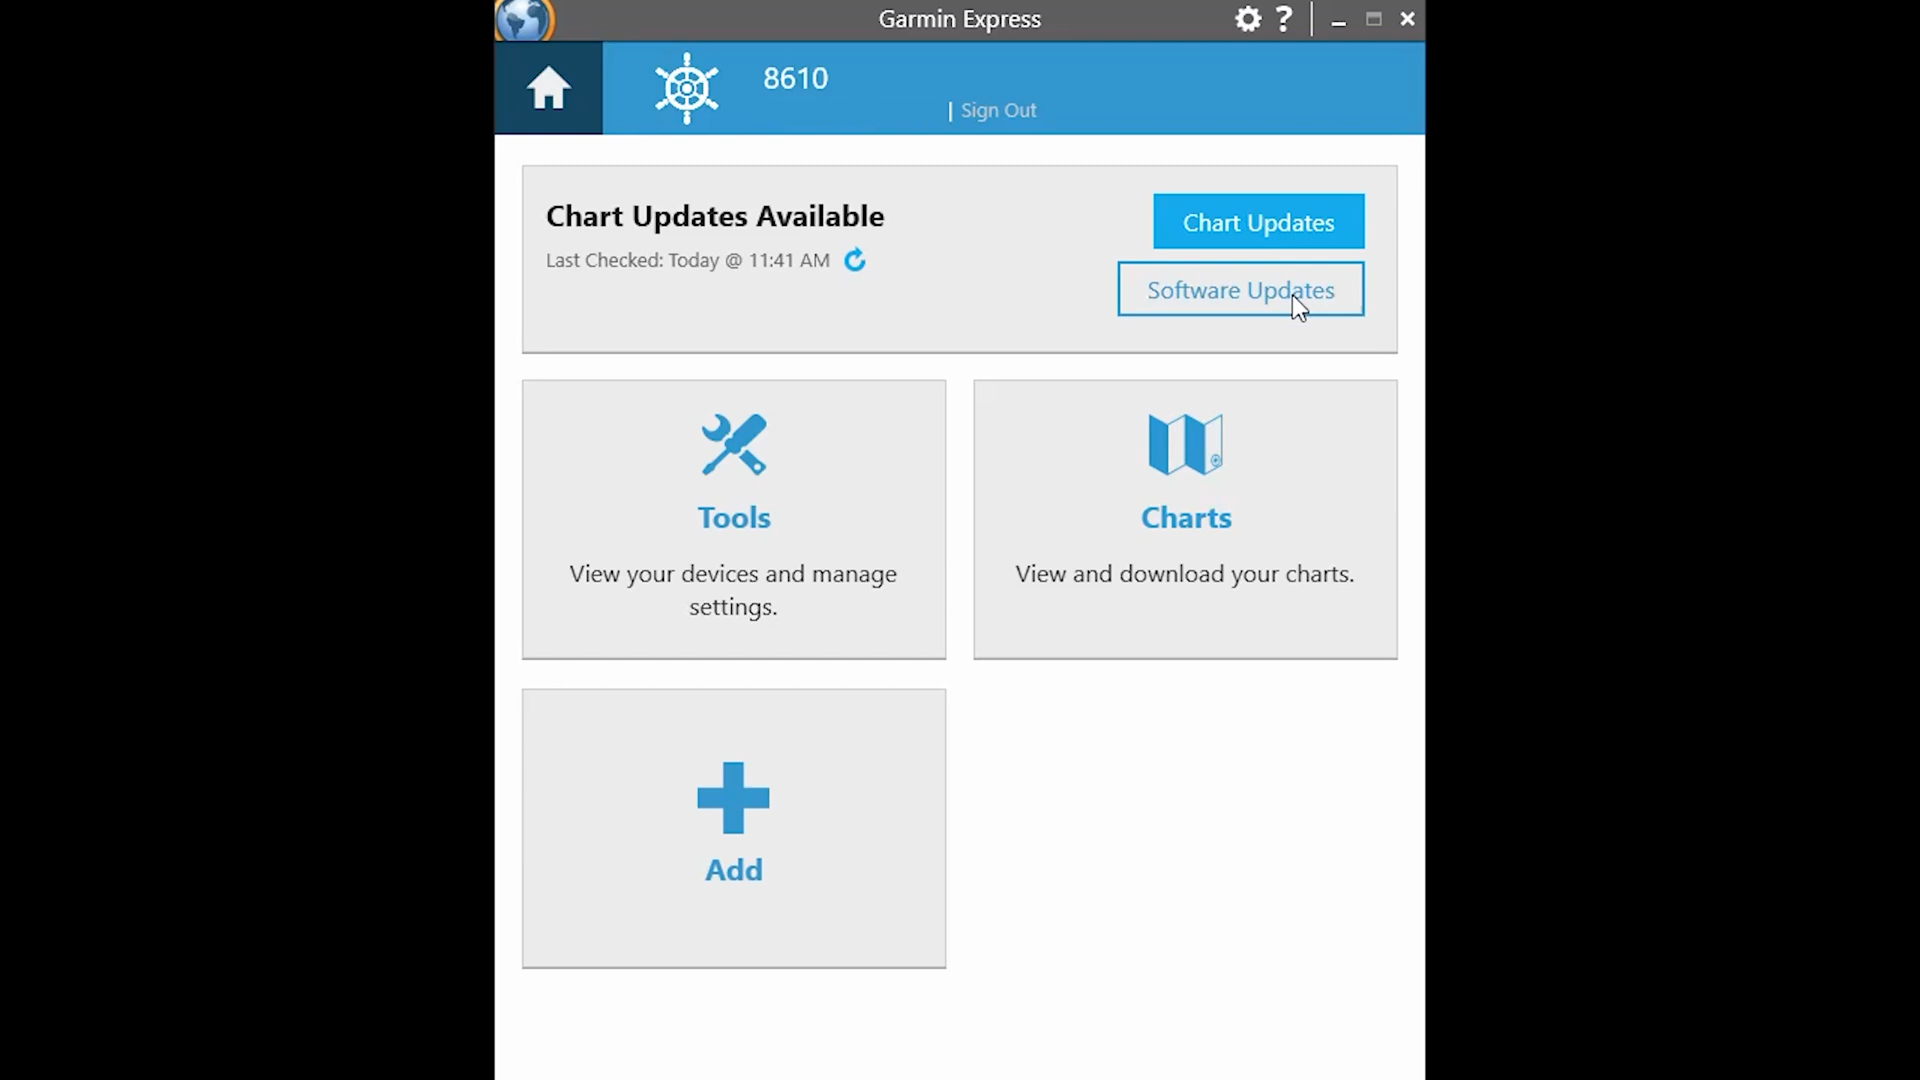 Garmin Express
?
8610
| Sign Out
Chart Updates Available
Last Checked: Today @ 11:41 AM
Chart Updates
Software Updates
Tools
View your devices and manage
settings.
Charts
View and download your charts.
Add